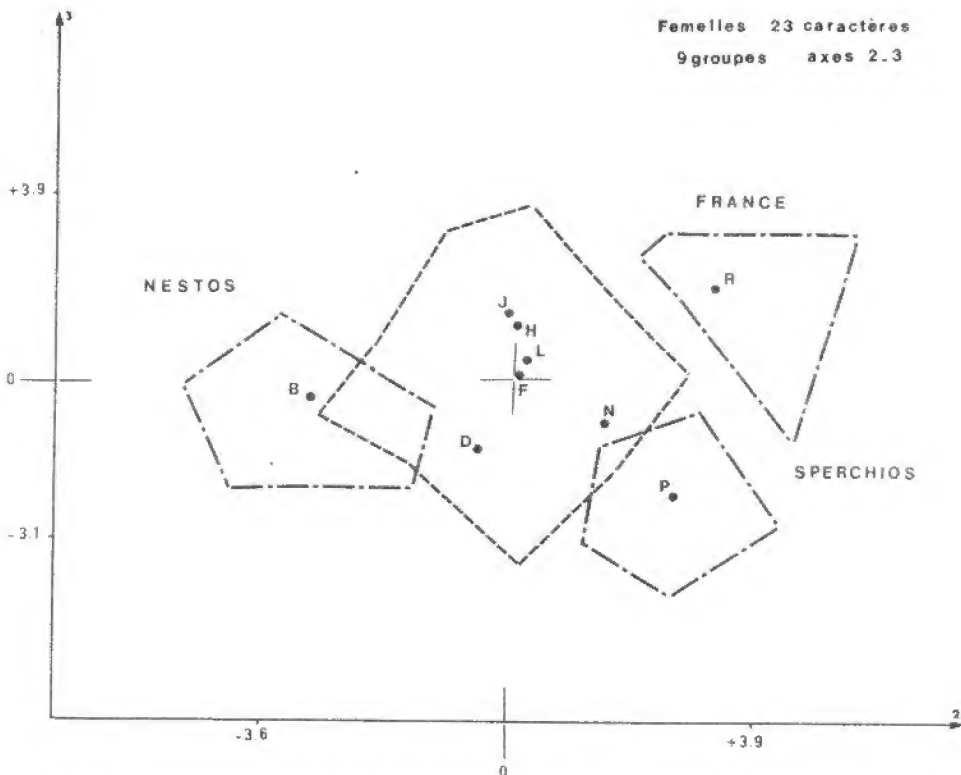 3
Femelles 23 caractères
9 groupes axes 2.3
+3.9
FRANCE
NESTOS
R
J
H
L
0
B
F
N
D
SPERCHIOS
P
-3.1
2
-3.6
+3.9
0